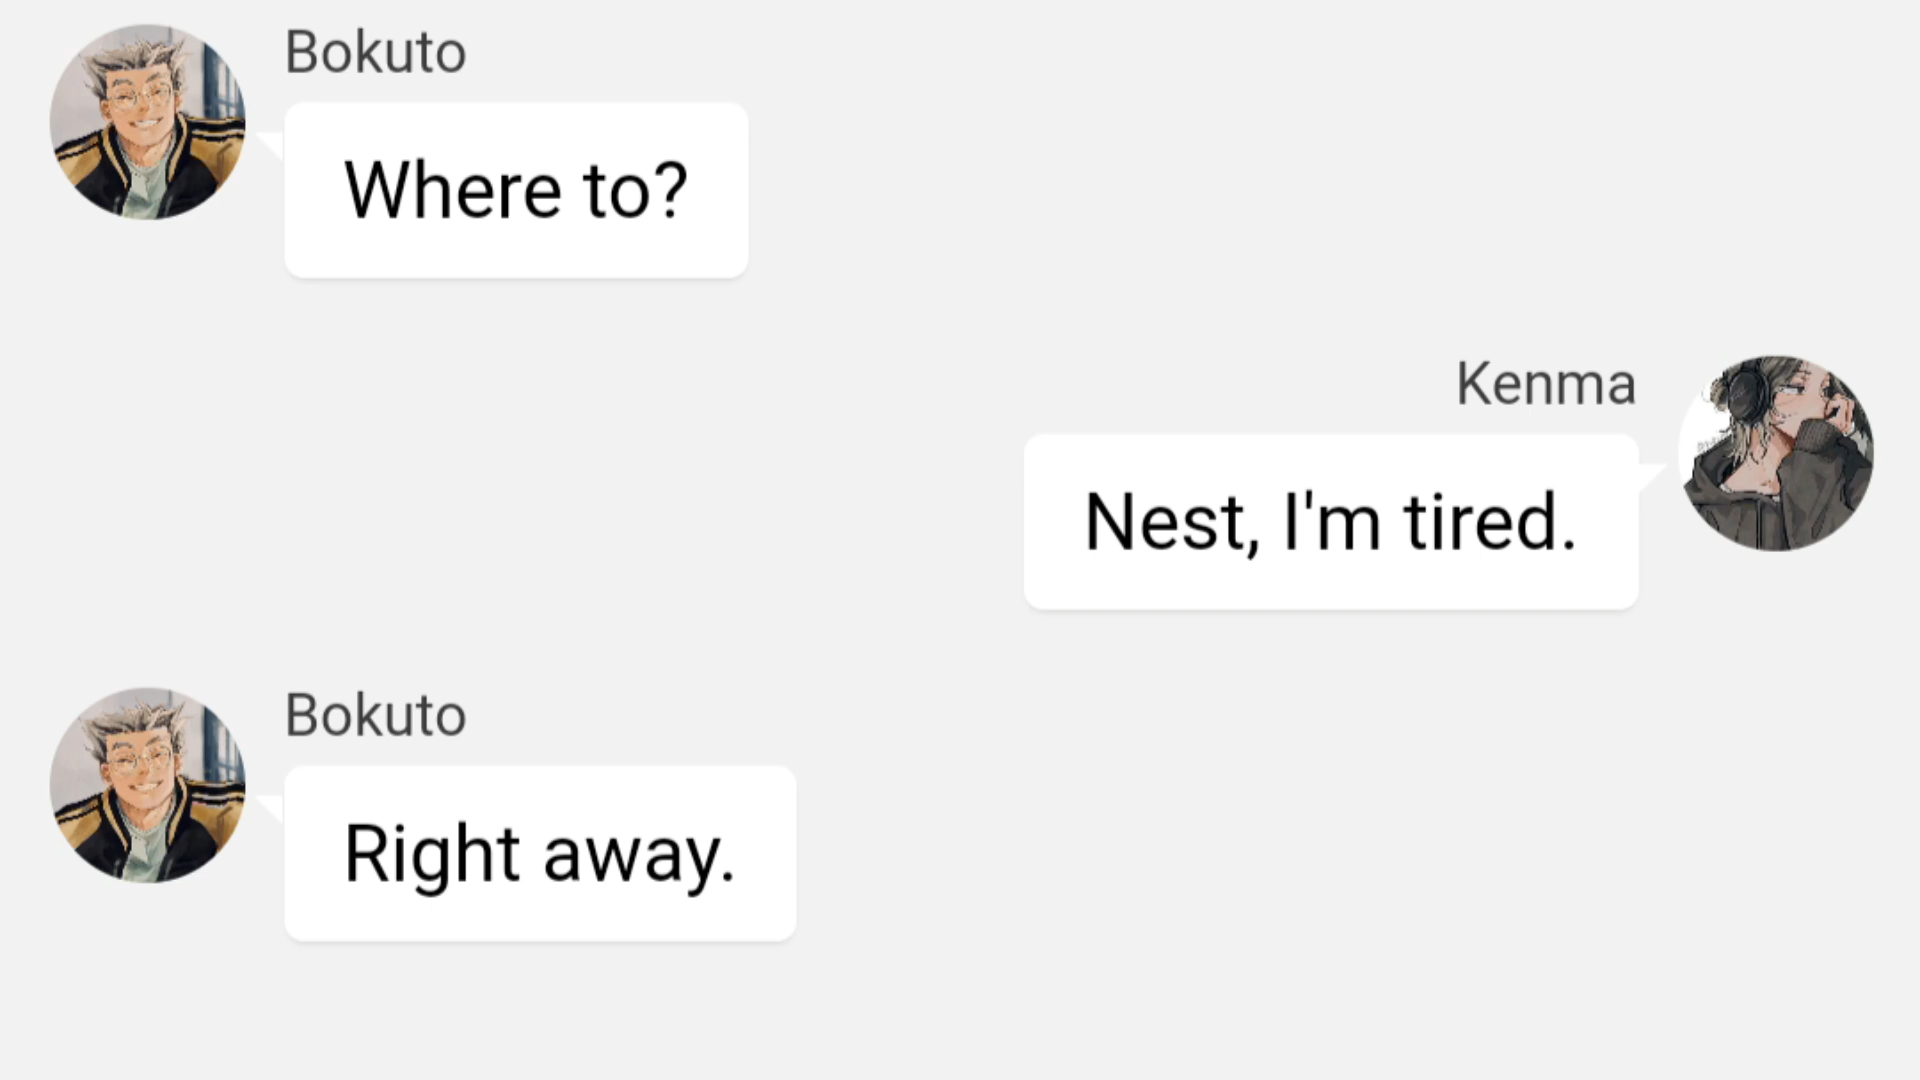 Bokuto
Where to?
Kenma
Nest, I'm tired.
Bokuto
Right away.